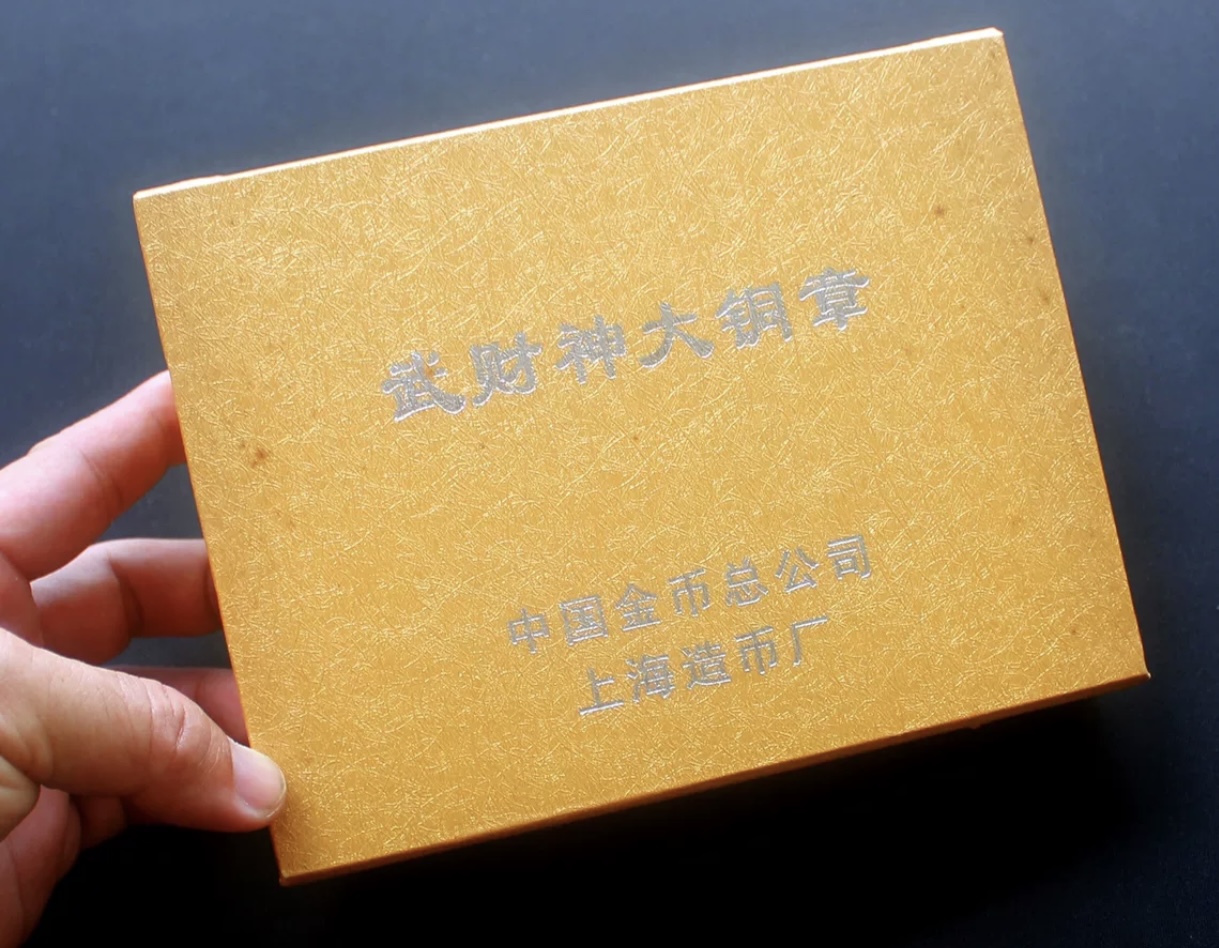 武财神大铜章
中国金币总公司
上海造币厂